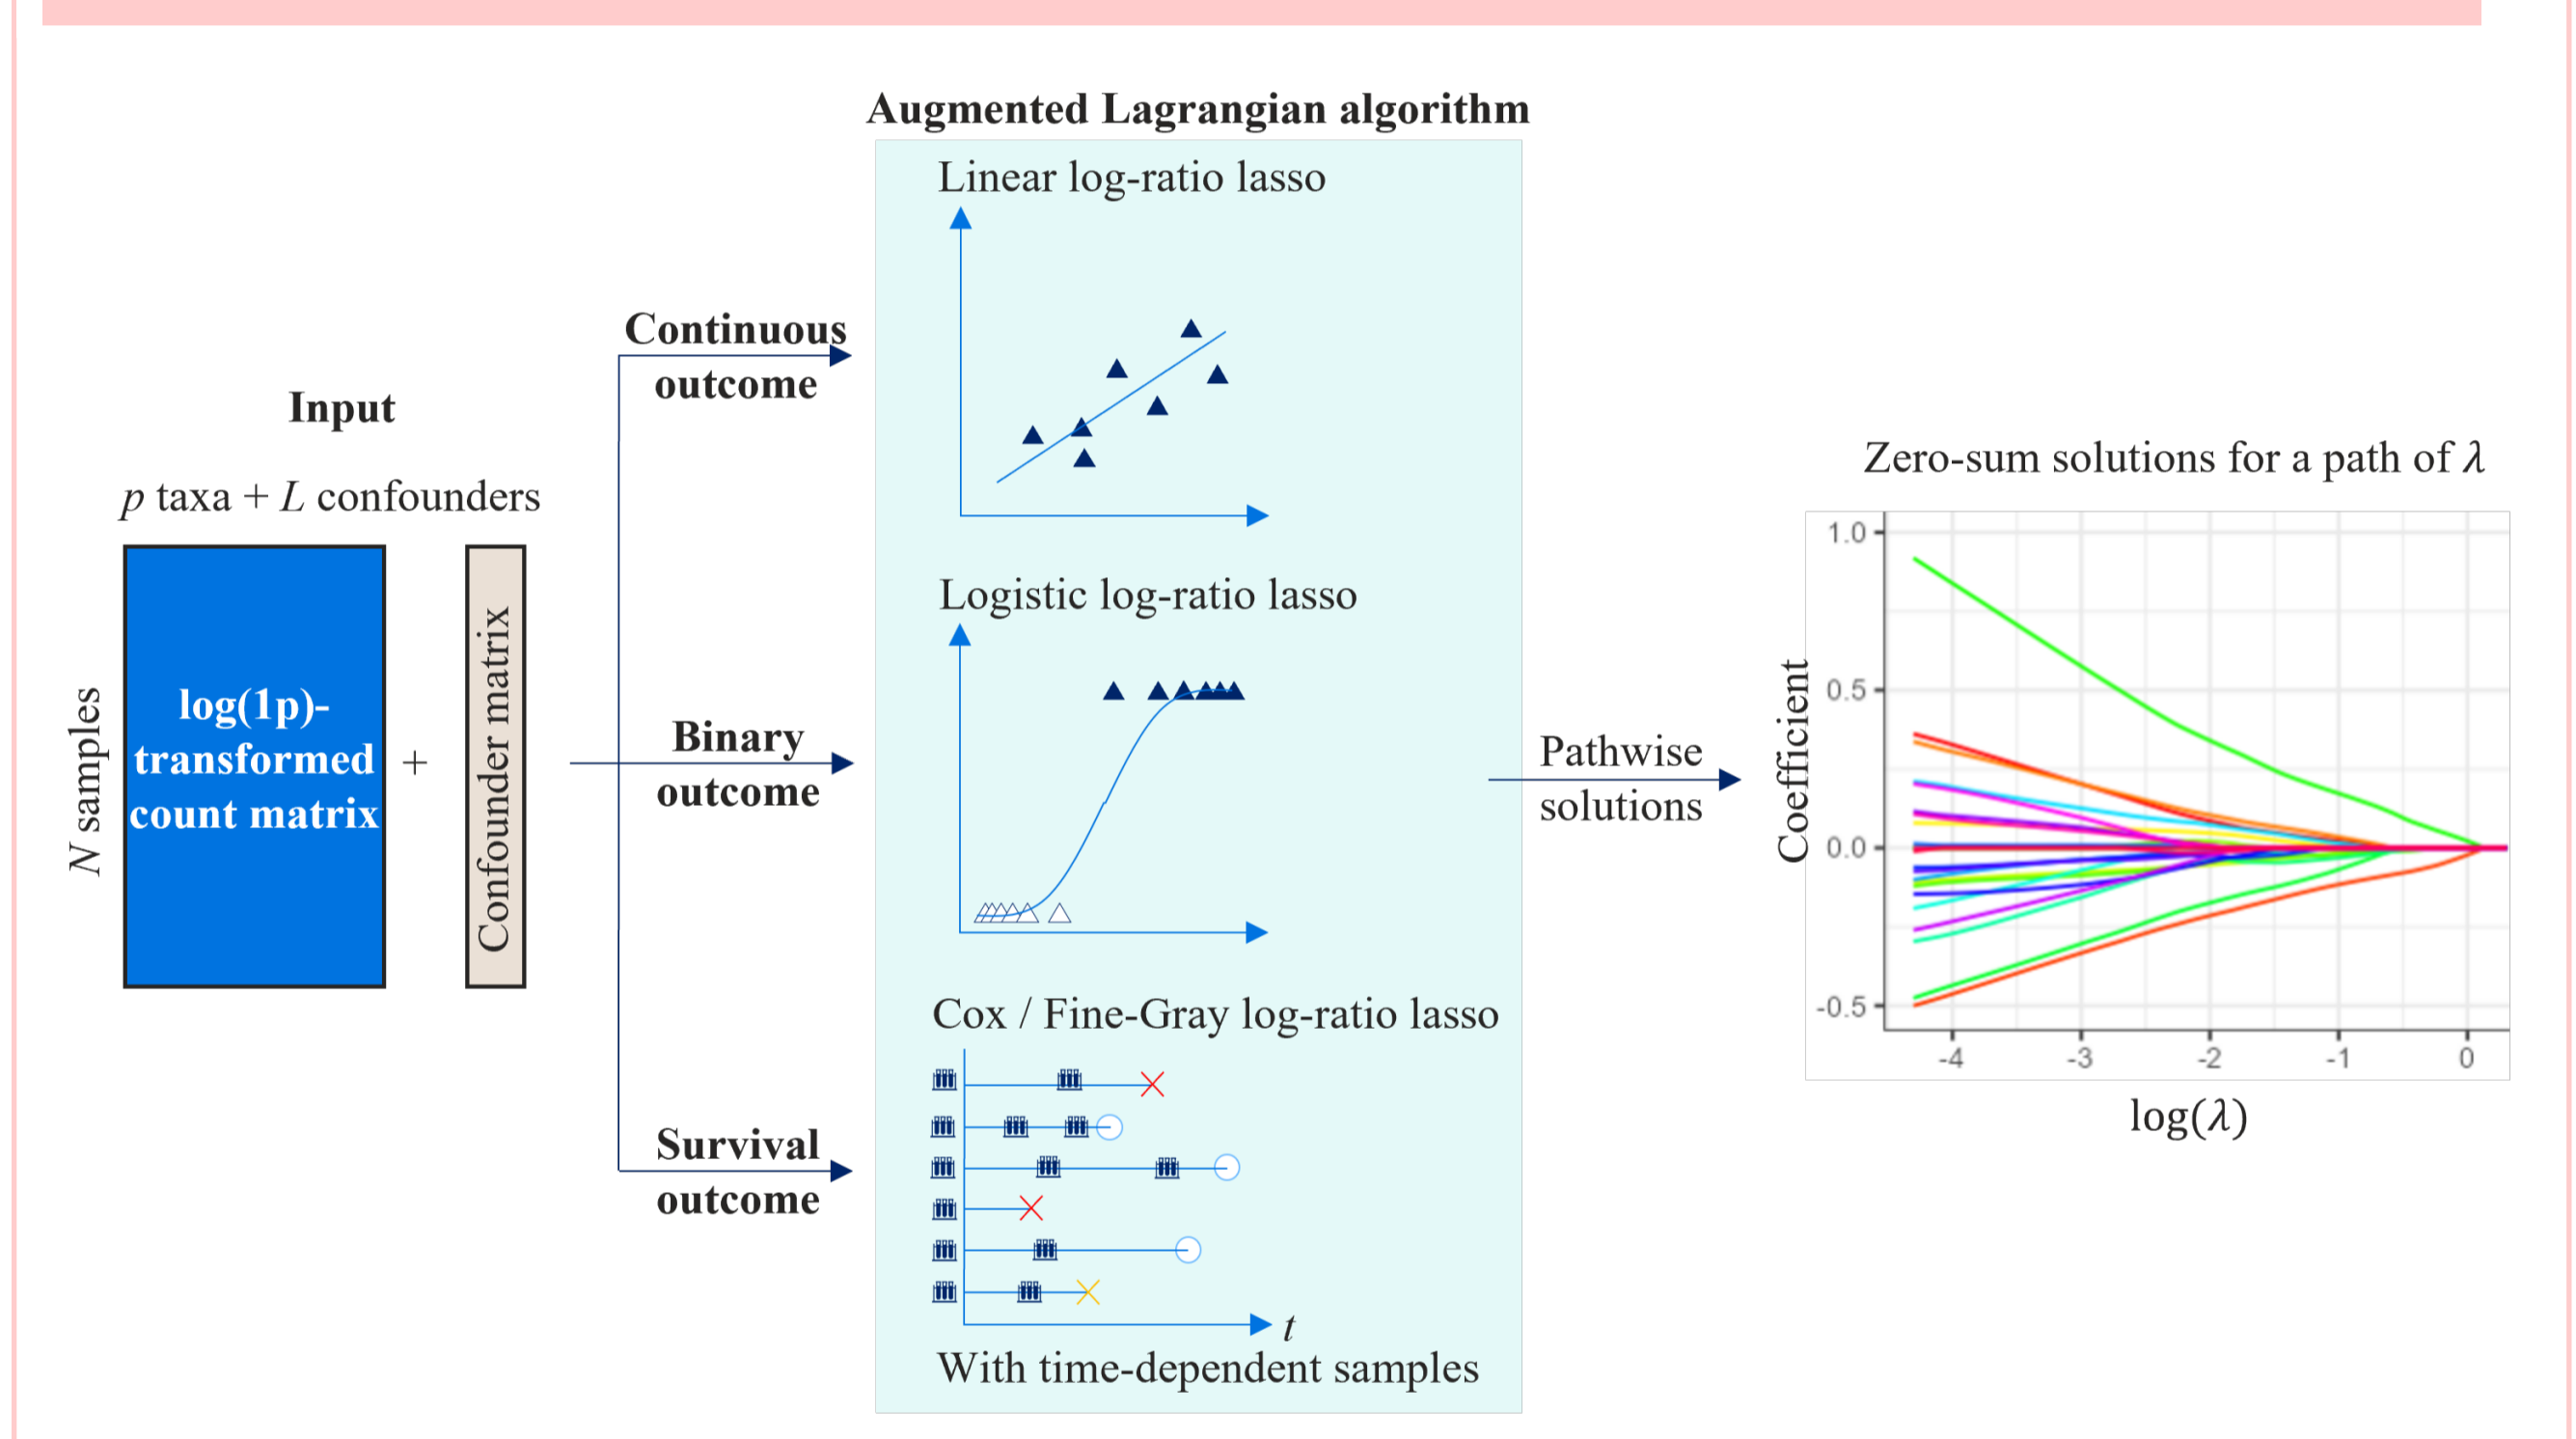 Augmented Lagrangian algorithm
Input
p taxa + L confounders
N samples
log(1p)-
transformed
count matrix
+
Confounder matrix
Continuous
outcome
Binary
outcome
Survival
outcome
Linear log-ratio lasso
Logistic log-ratio lasso
Cox / Fine-Gray log-ratio lasso
t
With time-dependent samples
Pathwise
solutions
Zero-sum solutions for a path of λ
Coefficient
1.0
0.5
0.0
-0.5
-4 -3 -2 -1 0
log(λ)